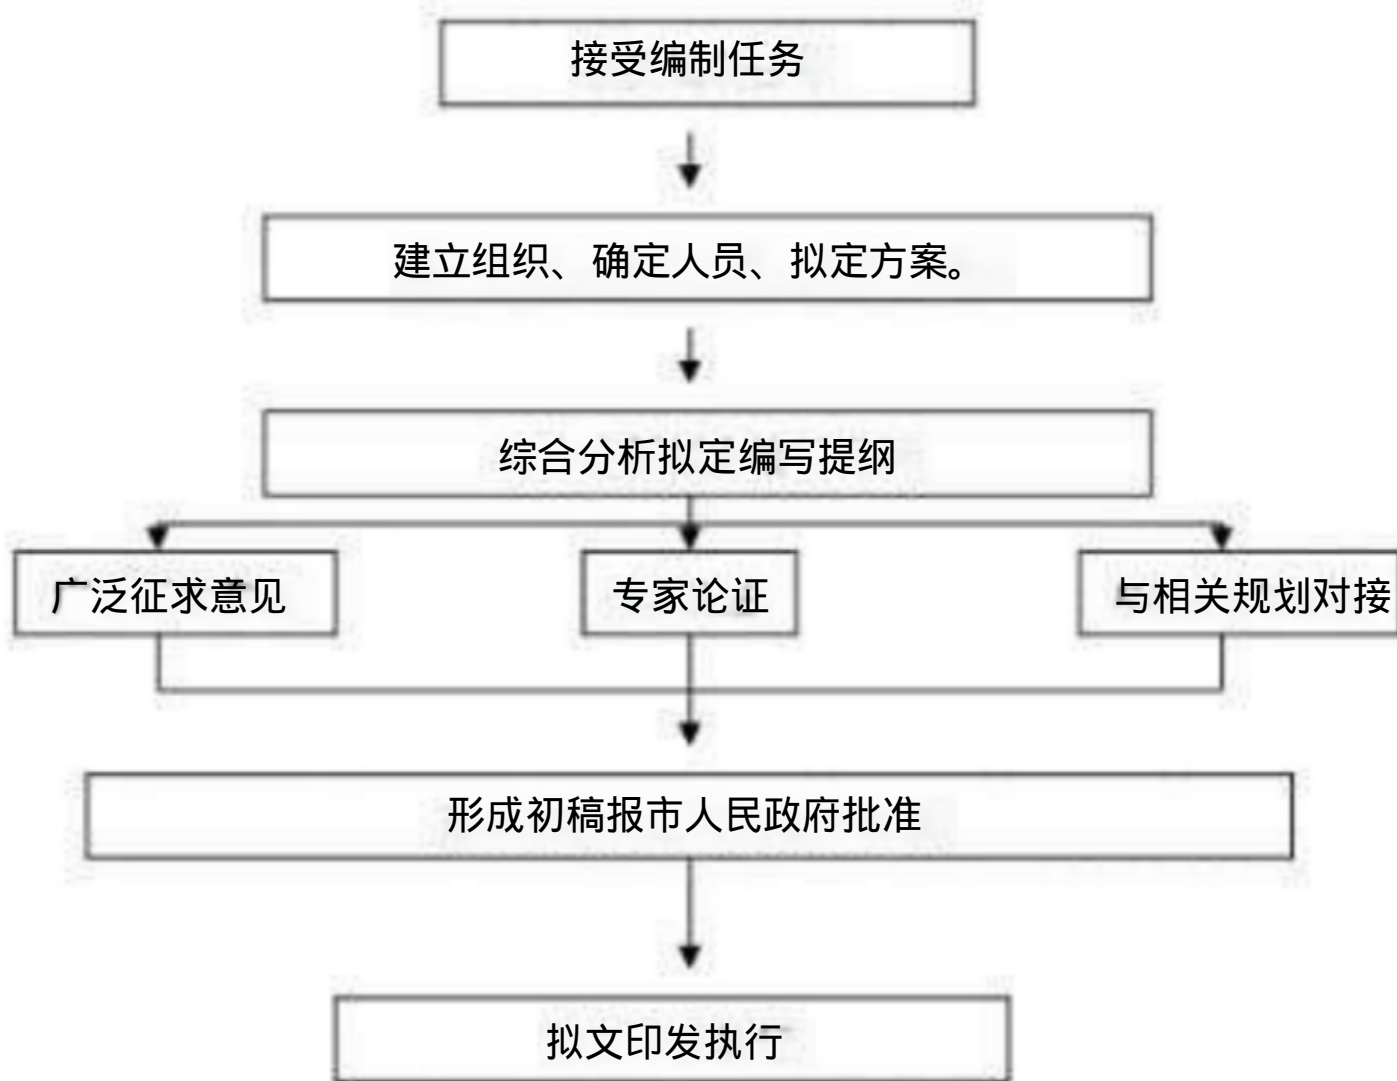 接受编制任务
建立组织、确定人员、拟定方案。
综合分析拟定编写提纲
广泛征求意见
专家论证
与相关规划对接
形成初稿报市人民政府批准
拟文印发执行